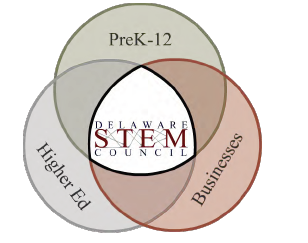 PreK-12
DELAWARE
STEM
COUNCIL
Higher Ed
Businesses